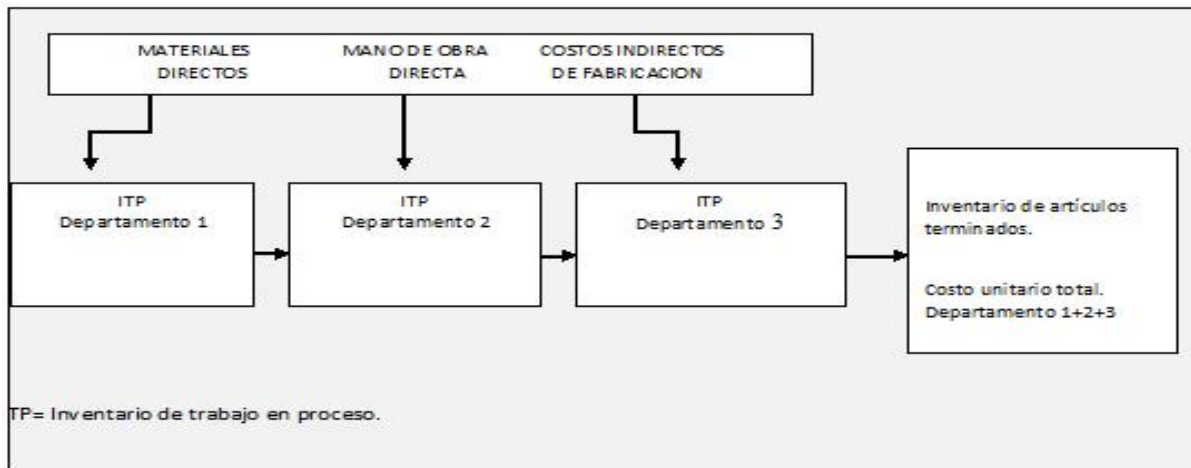 MATERIALES DIRECTOS
MANO DE OBRA DIRECTA
COSTOS INDIRECTOS DE FABRICACION
ITP
Departamento 1
ITP
Departamento 2
ITP
Departamento 3
Inventario de artículos
terminados.
Costo unitario total.
Departamento 1+2+3
TP= Inventario de trabajo en proceso.